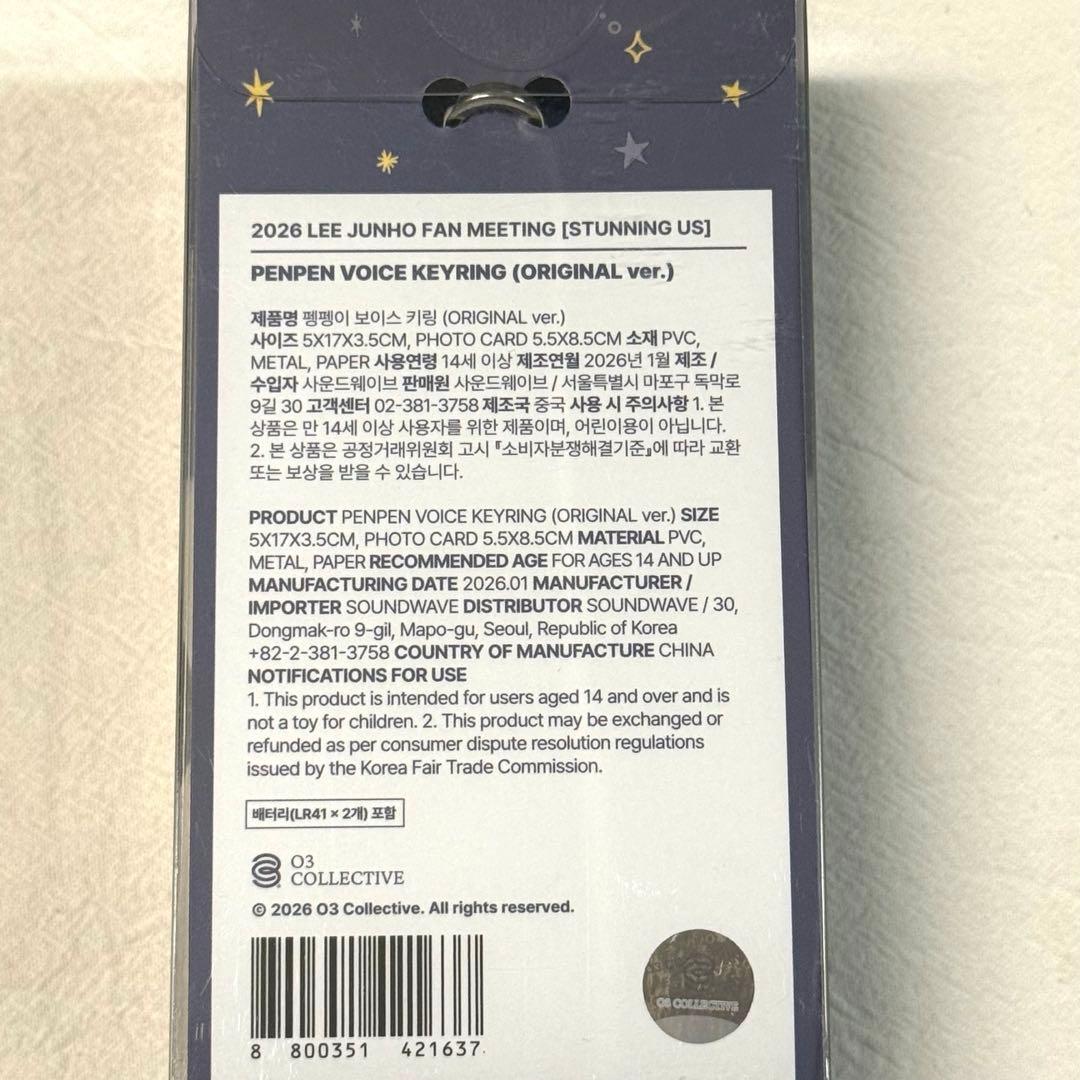 2026 LEE JUNHO FAN MEETING [STUNNING US]
PENPEN VOICE KEYRING (ORIGINAL ver.)
제품명 펭펭이 보이스 키링 (ORIGINAL ver.)
사이즈 5X17X3.5CM, PHOTO CARD 5.5X8.5CM 소재 PVC,
METAL, PAPER 사용연령 14세 이상 제조연월 2026년 1월 제조 /
수입자 사운드웨이브 판매원 사운드웨이브 / 서울특별시 마포구 독막로
9길 30 고객센터 02-381-3758 제조국 중국 사용 시 주의사항 1. 본
상품은 만 14세 이상 사용자를 위한 제품이며, 어린이용이 아닙니다.
2. 본 상품은 공정거래위원회 고시 『소비자분쟁해결기준』에 따라 교환
또는 보상을 받을 수 있습니다.
PRODUCT PENPEN VOICE KEYRING (ORIGINAL ver.) SIZE
5X17X3.5CM, PHOTO CARD 5.5X8.5CM MATERIAL PVC,
METAL, PAPER RECOMMENDED AGE FOR AGES 14 AND UP
MANUFACTURING DATE 2026.01 MANUFACTURER /
IMPORTER SOUNDWAVE DISTRIBUTOR SOUNDWAVE / 30,
Dongmak-ro 9-gil, Mapo-gu, Seoul, Republic of Korea
+82-2-381-3758 COUNTRY OF MANUFACTURE CHINA
NOTIFICATIONS FOR USE
1. This product is intended for users aged 14 and over and is
not a toy for children. 2. This product may be exchanged or
refunded as per consumer dispute resolution regulations
issued by the Korea Fair Trade Commission.
배터리(LR41 × 2개) 포함
O3
COLLECTIVE
© 2026 O3 Collective. All rights reserved.
8 800351 421637
O3 COLLECTIVE